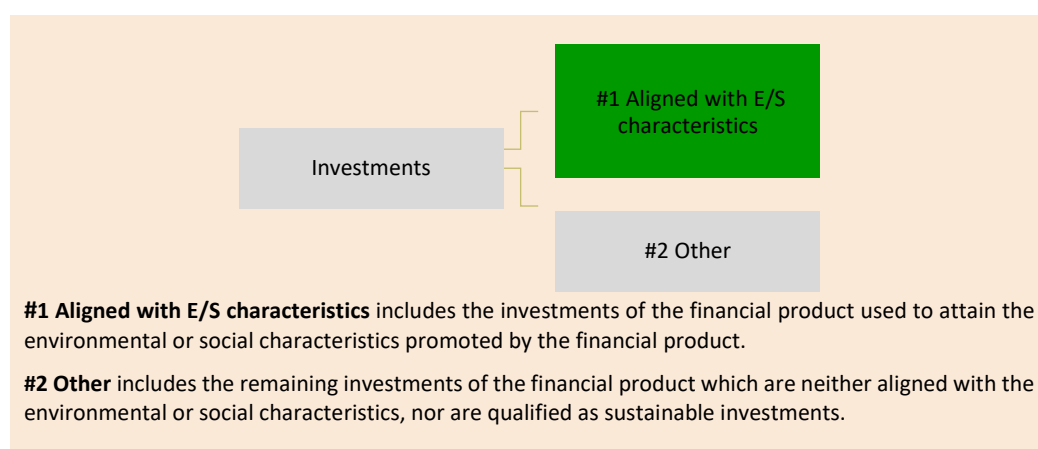 #1 Aligned with E/S
characteristics
Investments
#2 Other
#1 Aligned with E/S characteristics includes the investments of the financial product used to attain the
environmental or social characteristics promoted by the financial product.
#2 Other includes the remaining investments of the financial product which are neither aligned with the
environmental or social characteristics, nor are qualified as sustainable investments.